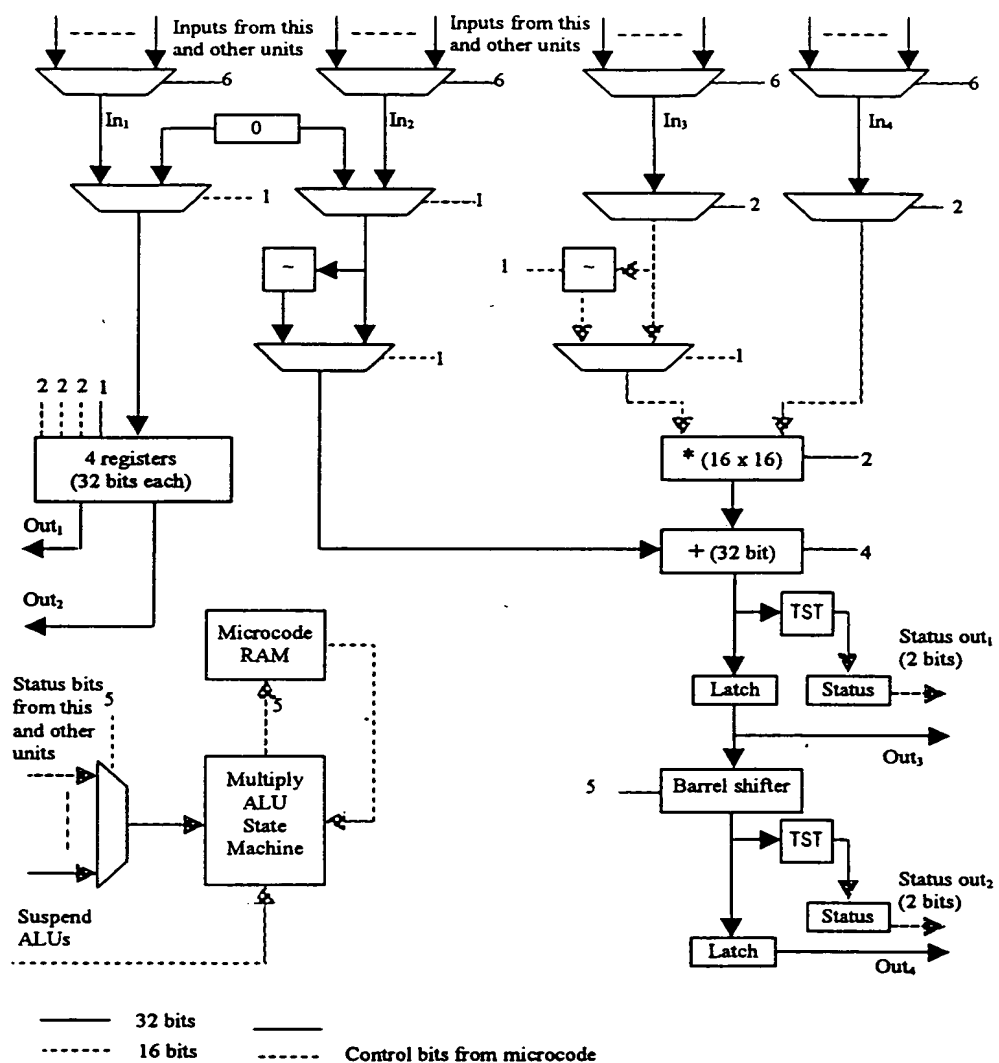 Inputs from this
and other units
Inputs from this
and other units
6
6
6
6
In₁
0
In₂
In₃
In₄
1
1
2
2
~
1
~
1
1
2 2 2 1
4 registers
(32 bits each)
* (16 x 16)
2
Out₁
+ (32 bit)
4
Out₂
Microcode
RAM
TST
Status out₁
(2 bits)
Latch
Status
Status bits
from this
and other
units
5
5
Out₃
Multiply
ALU
State
Machine
5
Barrel shifter
TST
Status out₂
(2 bits)
Suspend
ALUs
Status
Latch
Out₄
32 bits
16 bits
Control bits from microcode